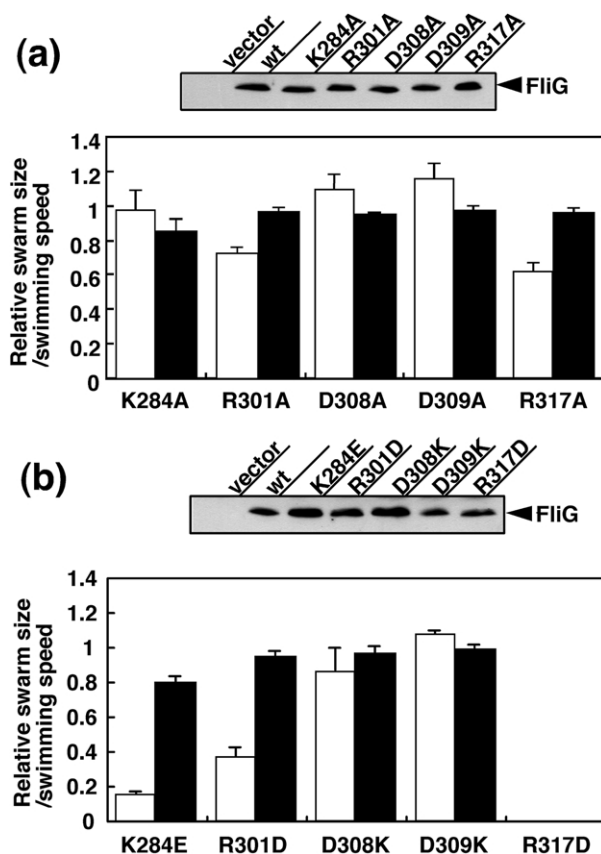 (a)
vector wt K284A R301A D308A D309A R317A
FliG
Relative swarm size
/swimming speed
1.4
1.2
1
0.8
0.6
0.4
0.2
0
K284A R301A D308A D309A R317A
(b)
vector wt K284E R301D D308K D309K R317D
FliG
Relative swarm size
/swimming speed
1.4
1.2
1
0.8
0.6
0.4
0.2
0
K284E R301D D308K D309K R317D